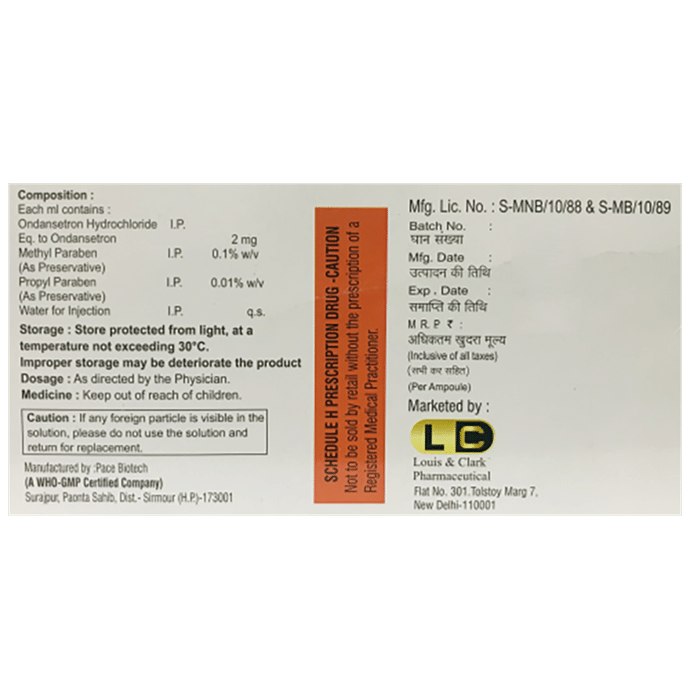 Composition :
Each ml contains :
Ondansetron Hydrochloride I.P.
Eq. to Ondansetron 2 mg
Methyl Paraben I.P. 0.1% w/v
(As Preservative)
Propyl Paraben I.P. 0.01% w/v
(As Preservative)
Water for Injection I.P. q.s.
Storage : Store protected from light, at a
temperature not exceeding 30°C.
Improper storage may be deteriorate the product
Dosage : As directed by the Physician.
Medicine : Keep out of reach of children.
Caution : If any foreign particle is visible in the
solution, please do not use the solution and
return for replacement.
Manufactured by :Pace Biotech
(A WHO-GMP Certified Company)
Surajpur, Paonta Sahib, Dist.- Sirmour (H.P.)-173001
SCHEDULE H PRESCRIPTION DRUG -CAUTION
Not to be sold by retail without the prescription of a
Registered Medical Practitioner.
Mfg. Lic. No. : S-MNB/10/88 & S-MB/10/89
Batch No. :
घान संख्या
Mfg. Date :
उत्पादन की तिथि
Exp. Date :
समाप्ति की तिथि
M R. P ₹ :
अधिकतम खुदरा मूल्य
(Inclusive of all taxes)
(सभी कर सहित)
(Per Ampoule)
Marketed by :
LC
Louis & Clark
Pharmaceutical
Flat No. 301.Tolstoy Marg 7.
New Delhi-110001